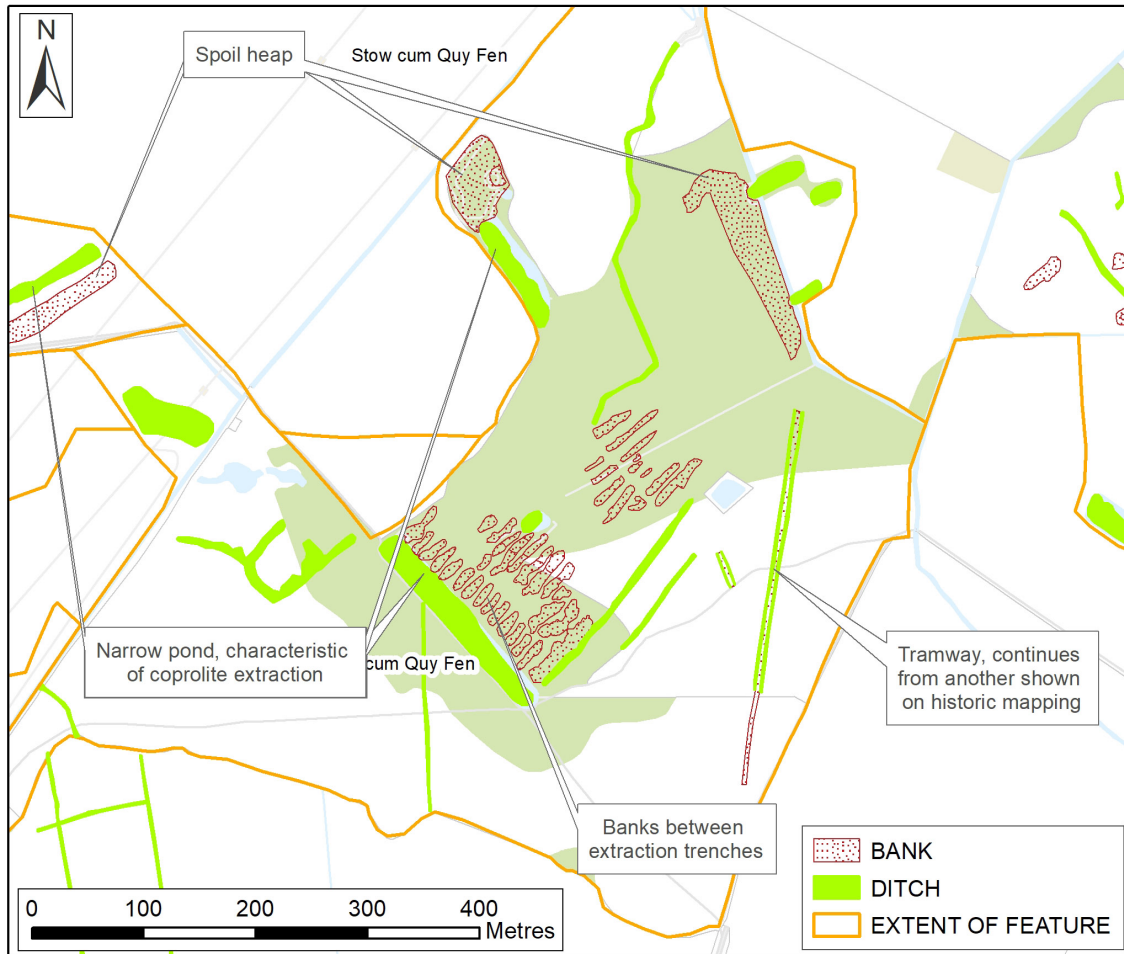 N
Spoil heap
Stow cum Quy Fen
Narrow pond, characteristic
of coprolite extraction
cum Quy Fen
Tramway, continues
from another shown
on historic mapping
Banks between
extraction trenches
BANK
DITCH
EXTENT OF FEATURE
0 100 200 300 400
Metres